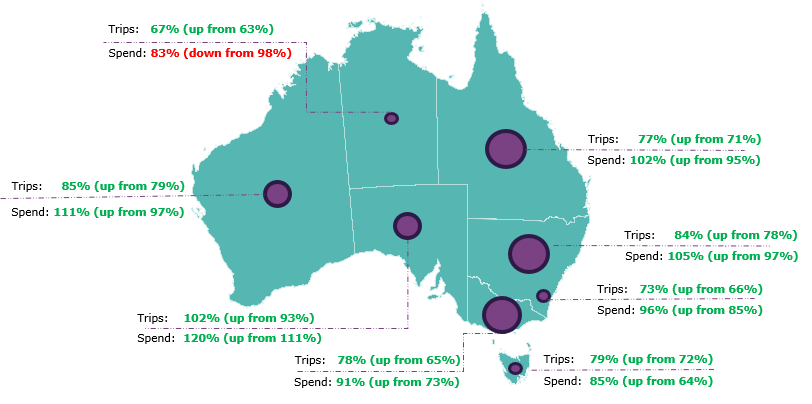 Trips: 67% (up from 63%)
Spend: 83% (down from 98%)
Trips: 77% (up from 71%)
Spend: 102% (up from 95%)
Trips: 85% (up from 79%)
Spend: 111% (up from 97%)
Trips: 84% (up from 78%)
Spend: 105% (up from 97%)
Trips: 73% (up from 66%)
Spend: 96% (up from 85%)
Trips: 102% (up from 93%)
Spend: 120% (up from 111%)
Trips: 78% (up from 65%)
Spend: 91% (up from 73%)
Trips: 79% (up from 72%)
Spend: 85% (up from 64%)